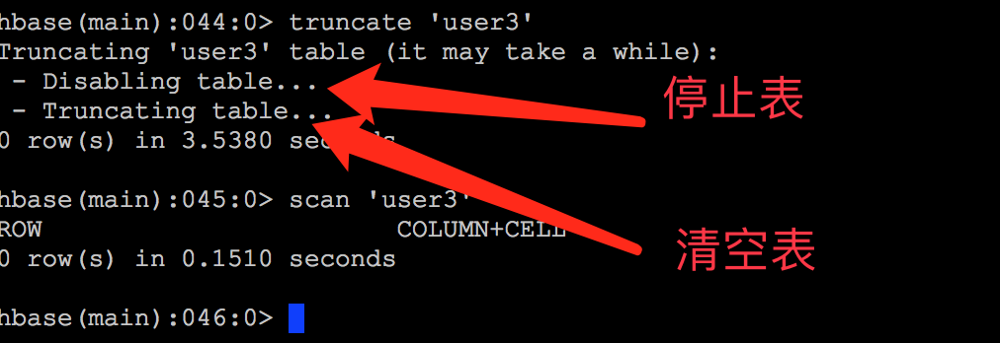 hbase(main):044:0> truncate 'user3'
Truncating 'user3' table (it may take a while):
- Disabling table...
停止表
- Truncating table...
0 row(s) in 3.5380 seconds
hbase(main):045:0> scan 'user3'
ROW COLUMN+CELL
清空表
0 row(s) in 0.1510 seconds
hbase(main):046:0>